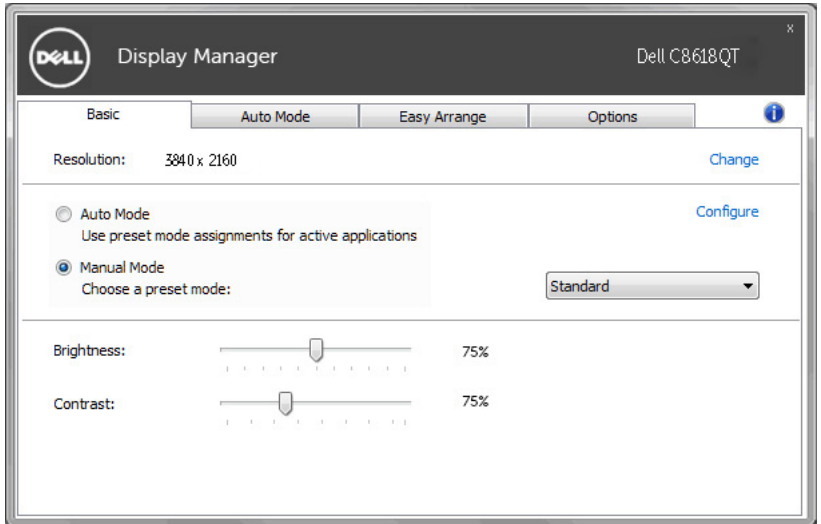 DELL Display Manager Dell C8618QT x
Basic Auto Mode Easy Arrange Options i
Resolution: 3840 x 2160 Change
Auto Mode Configure
Use preset mode assignments for active applications
Manual Mode
Choose a preset mode: Standard
Brightness: 75%
Contrast: 75%